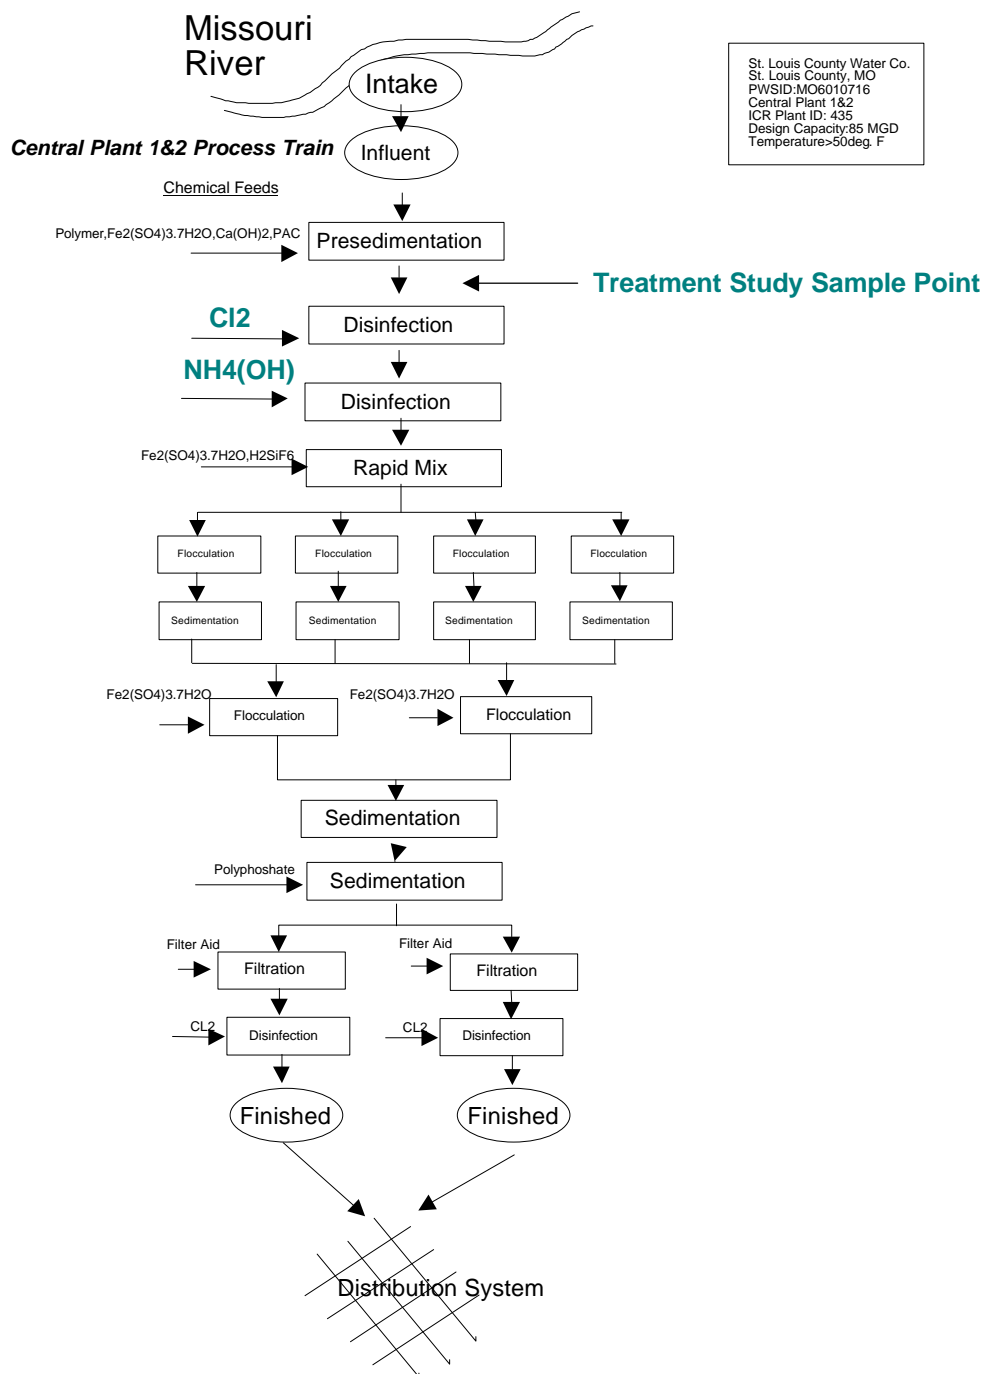 Missouri
River
Intake
St. Louis County Water Co.
St. Louis County, MO
PWSID:MO6010716
Central Plant 1&2
ICR Plant ID: 435
Design Capacity:85 MGD
Temperature>50deg. F
Central Plant 1&2 Process Train
Influent
Chemical Feeds
Polymer,Fe2(SO4)3.7H2O,Ca(OH)2,PAC
Presedimentation
Treatment Study Sample Point
Cl2
Disinfection
NH4(OH)
Disinfection
Fe2(SO4)3.7H2O,H2SiF6
Rapid Mix
Flocculation
Flocculation
Flocculation
Flocculation
Sedimentation
Sedimentation
Sedimentation
Sedimentation
Fe2(SO4)3.7H2O
Flocculation
Fe2(SO4)3.7H2O
Flocculation
Sedimentation
Polyphoshate
Sedimentation
Filter Aid
Filtration
Filter Aid
Filtration
CL2
Disinfection
CL2
Disinfection
Finished
Finished
Distribution System